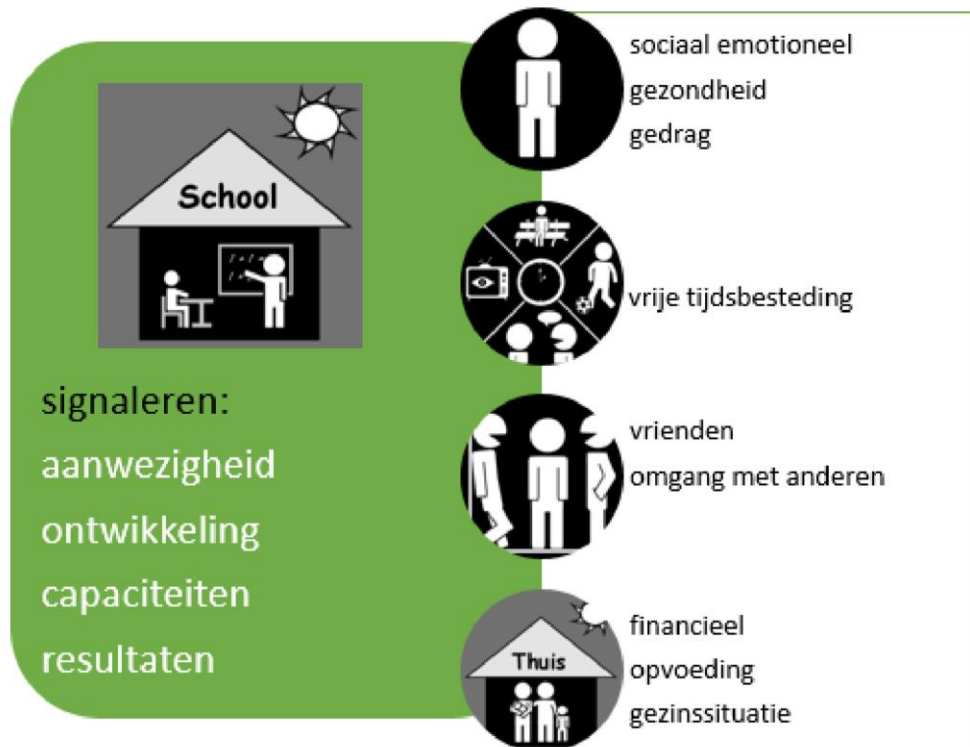 School
signaleren:
aanwezigheid
ontwikkeling
capaciteiten
resultaten
sociaal emotioneel
gezondheid
gedrag
vrije tijdsbesteding
vrienden
omgang met anderen
Thuis
financieel
opvoeding
gezinssituatie